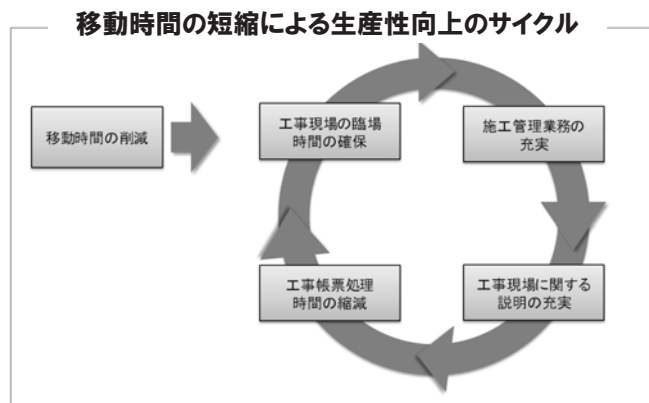 移動時間の短縮による生産性向上のサイクル
移動時間の削減
工事現場の臨場
時間の確保
施工管理業務の
充実
工事現場に関する
説明の充実
工事帳票処理
時間の縮減